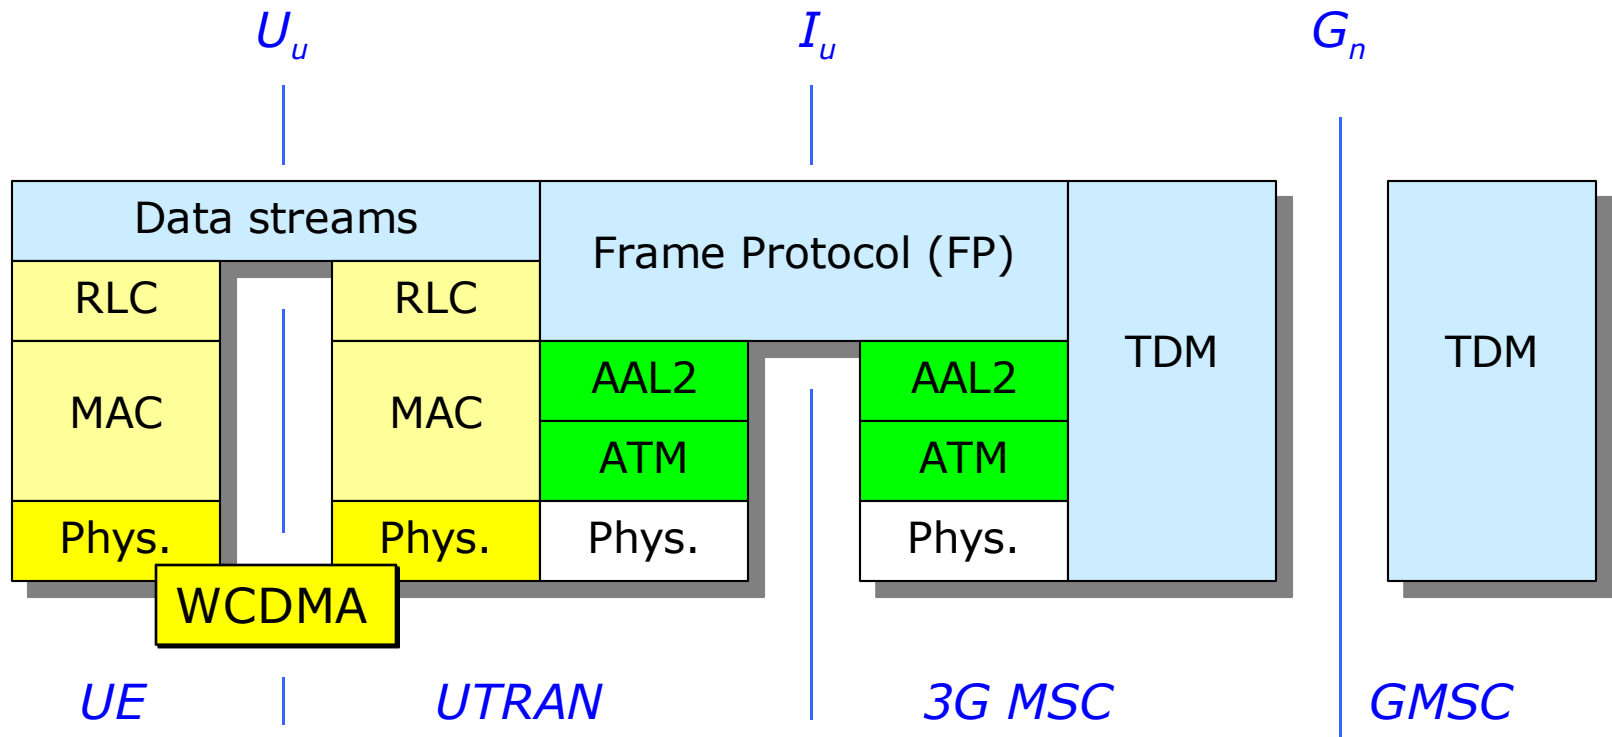 Uu
Iu
Gn
Data streams
Frame Protocol (FP)
TDM
TDM
RLC
RLC
MAC
MAC
AAL2
AAL2
ATM
ATM
Phys.
Phys.
Phys.
Phys.
WCDMA
UE
UTRAN
3G MSC
GMSC